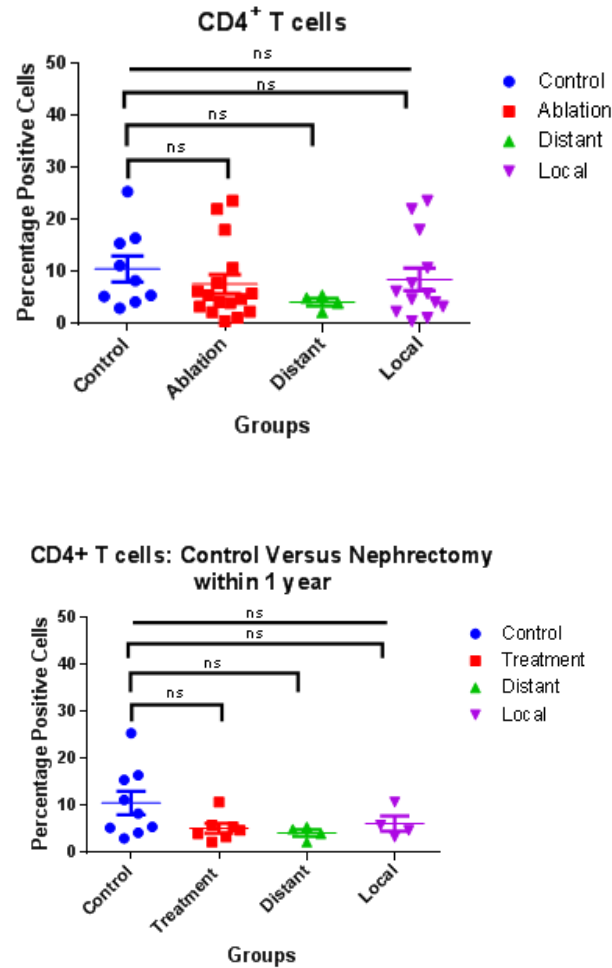 CD4+ T cells
ns
ns
ns
ns
Percentage Positive Cells
50
40
30
20
10
0
Control
Ablation
Distant
Local
Groups
Control
Ablation
Distant
Local
CD4+ T cells: Control Versus Nephrectomy
within 1 year
ns
ns
ns
ns
Percentage Positive Cells
50
40
30
20
10
0
Control
Treatment
Distant
Local
Groups
Control
Treatment
Distant
Local